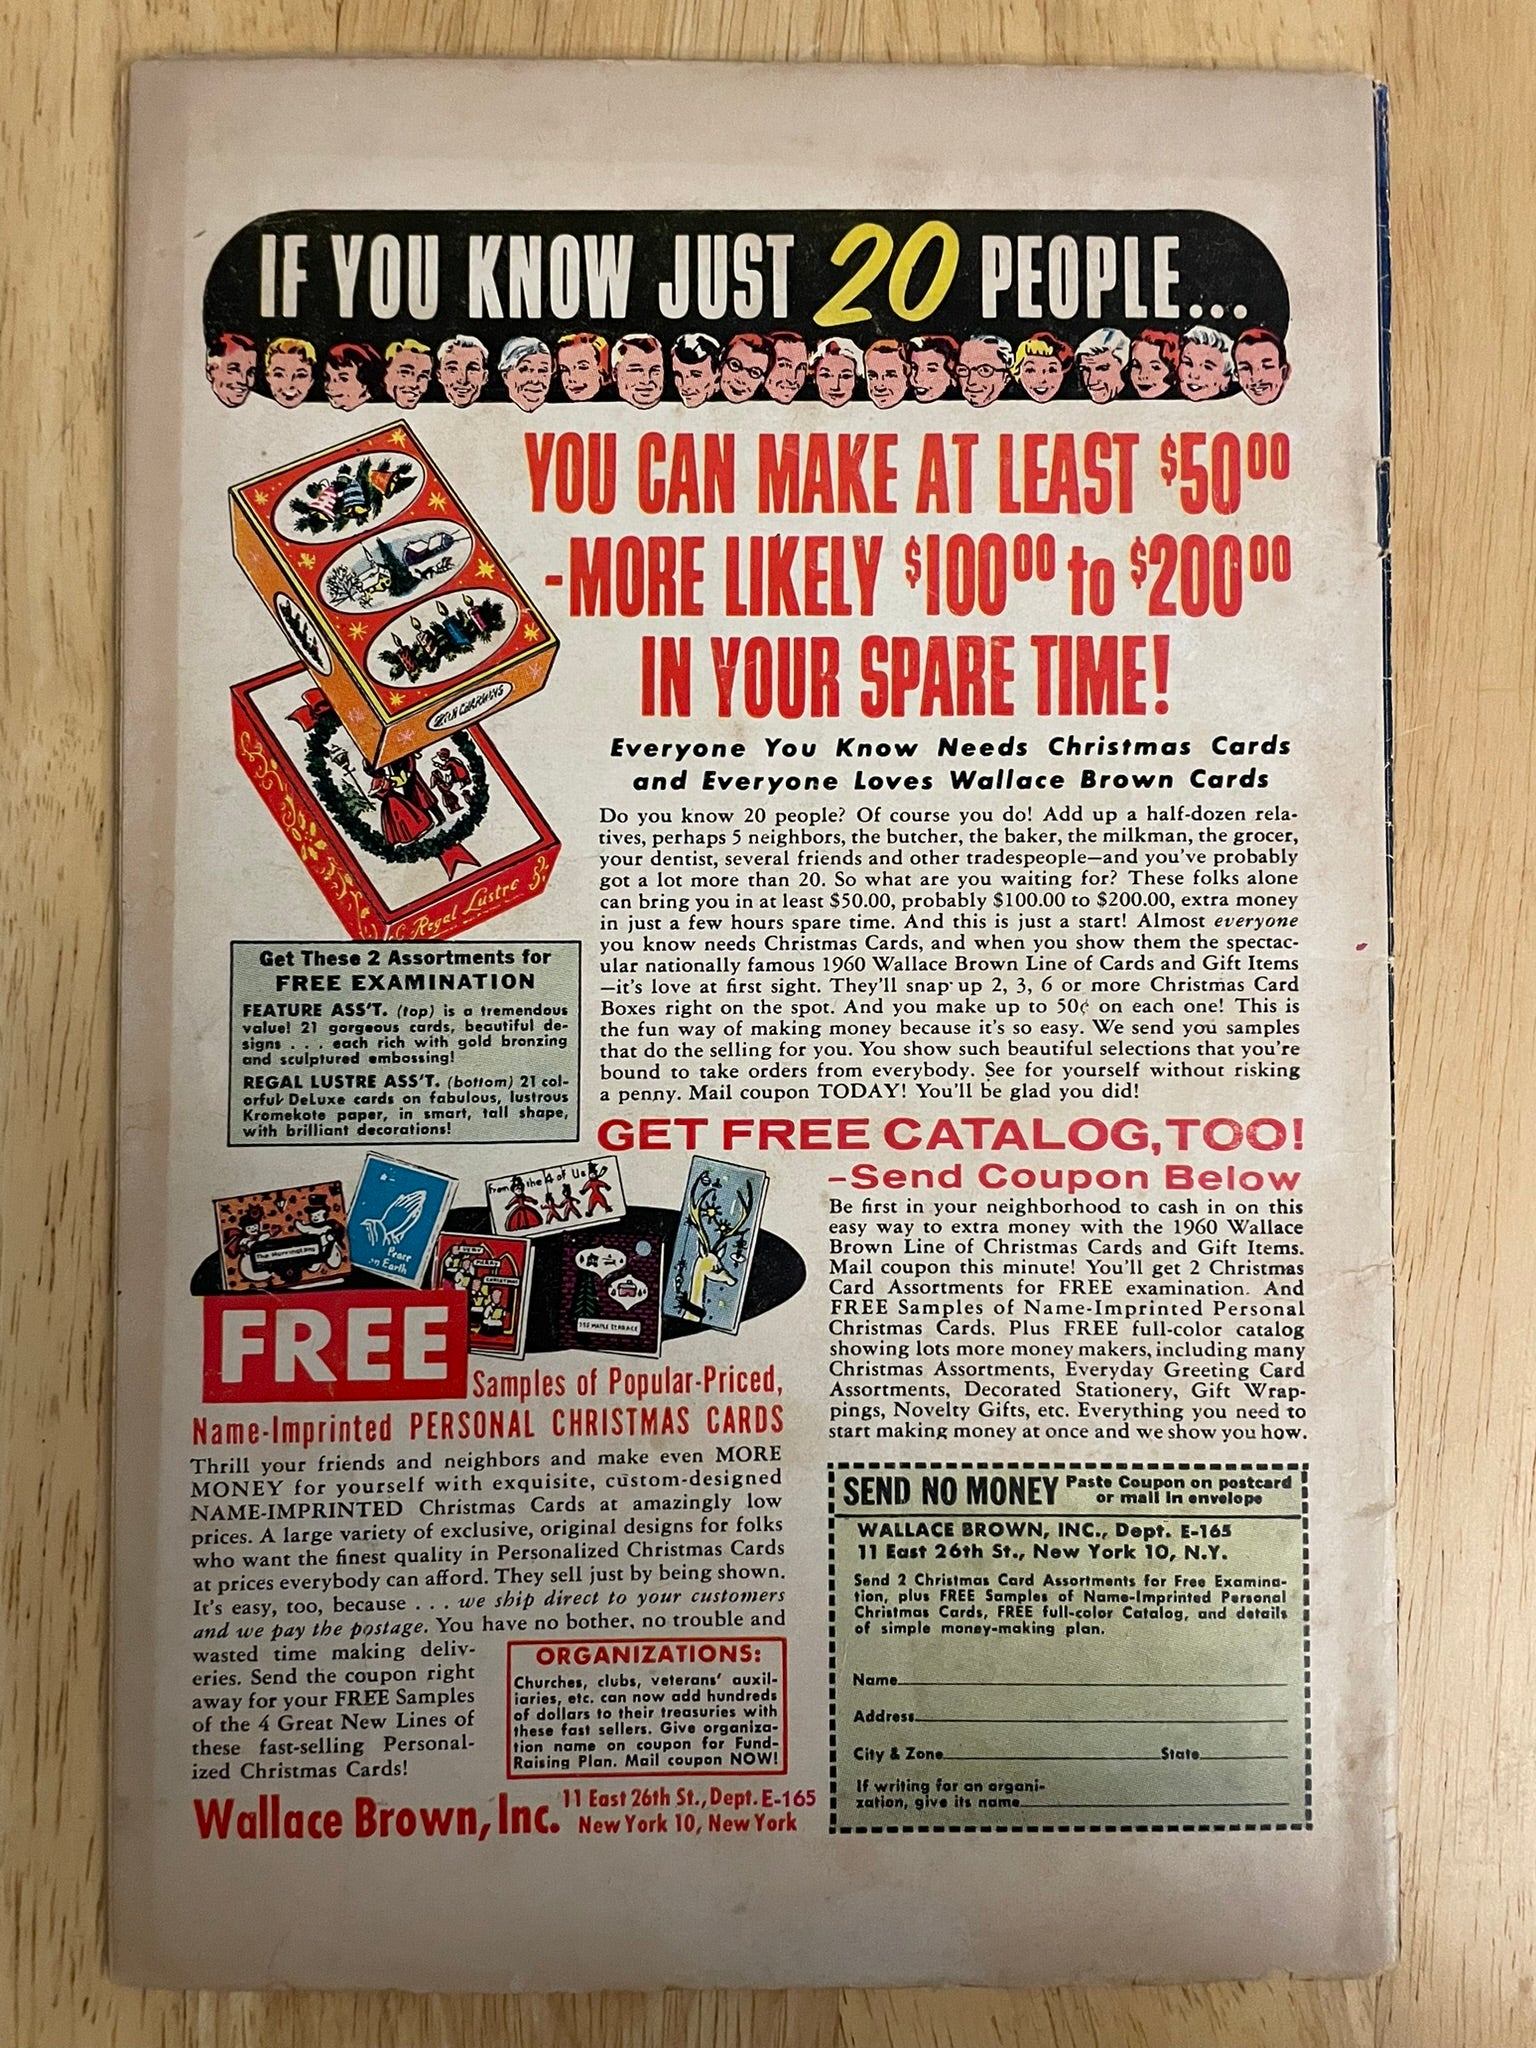 IF YOU KNOW JUST 20 PEOPLE...
YOU CAN MAKE AT LEAST $5000
-MORE LIKELY $10000 to $20000
IN YOUR SPARE TIME!
Everyone You Know Needs Christmas Cards
and Everyone Loves Wallace Brown Cards
Do you know 20 people? Of course you do! Add up a half-dozen rela-
tives, perhaps 5 neighbors, the butcher, the baker, the milkman, the grocer,
your dentist, several friends and other tradespeople—and you've probably
got a lot more than 20. So what are you waiting for? These folks alone
can bring you in at least $50.00, probably $100.00 to $200.00, extra money
in just a few hours spare time. And this is just a start! Almost everyone
you know needs Christmas Cards, and when you show them the spectac-
ular nationally famous 1960 Wallace Brown Line of Cards and Gift Items
—it's love at first sight. They'll snap up 2, 3, 6 or more Christmas Card
Boxes right on the spot. And you make up to 50¢ on each one! This is
the fun way of making money because it's so easy. We send you samples
that do the selling for you. You show such beautiful selections that you're
bound to take orders from everybody. See for yourself without risking
a penny. Mail coupon TODAY! You'll be glad you did!
Regal Lustre
Get These 2 Assortments for
FREE EXAMINATION
FEATURE ASS'T. (top) is a tremendous
value! 21 gorgeous cards, beautiful de-
signs . . . each rich with gold bronzing
and sculptured embossing!
REGAL LUSTRE ASS'T. (bottom) 21 col-
orful DeLuxe cards on fabulous, lustrous
Kromekote paper, in smart, tall shape,
with brilliant decorations!
GET FREE CATALOG, TOO!
–Send Coupon Below
Be first in your neighborhood to cash in on this
easy way to extra money with the 1960 Wallace
Brown Line of Christmas Cards and Gift Items.
Mail coupon this minute! You'll get 2 Christmas
Card Assortments for FREE examination. And
FREE Samples of Name-Imprinted Personal
Christmas Cards. Plus FREE full-color catalog
showing lots more money makers, including many
Christmas Assortments, Everyday Greeting Card
Assortments, Decorated Stationery, Gift Wrap-
pings, Novelty Gifts, etc. Everything you need to
start making money at once and we show you how.
The Harringtons
Peace
on Earth
from the 4 of Us
VERY
MERRY
CHRISTMAS
215 MAPLE TERRACE
FREE
Samples of Popular-Priced,
Name-Imprinted PERSONAL CHRISTMAS CARDS
Thrill your friends and neighbors and make even MORE
MONEY for yourself with exquisite, custom-designed
NAME-IMPRINTED Christmas Cards at amazingly low
prices. A large variety of exclusive, original designs for folks
who want the finest quality in Personalized Christmas Cards
at prices everybody can afford. They sell just by being shown.
It's easy, too, because . . . we ship direct to your customers
and we pay the postage. You have no bother, no trouble and
wasted time making deliv-
eries. Send the coupon right
away for your FREE Samples
of the 4 Great New Lines of
these fast-selling Personal-
ized Christmas Cards!
ORGANIZATIONS:
Churches, clubs, veterans' auxil-
iaries, etc. can now add hundreds
of dollars to their treasuries with
these fast sellers. Give organiza-
tion name on coupon for Fund-
Raising Plan. Mail coupon NOW!
Wallace Brown, Inc. 11 East 26th St., Dept. E-165
New York 10, New York
SEND NO MONEY Paste Coupon on postcard
or mail in envelope
WALLACE BROWN, INC., Dept. E-165
11 East 26th St., New York 10, N.Y.
Send 2 Christmas Card Assortments for Free Examina-
tion, plus FREE Samples of Name-Imprinted Personal
Christmas Cards, FREE full-color Catalog, and details
of simple money-making plan.
Name
Address
City & Zone State
If writing for an organi-
zation, give its name